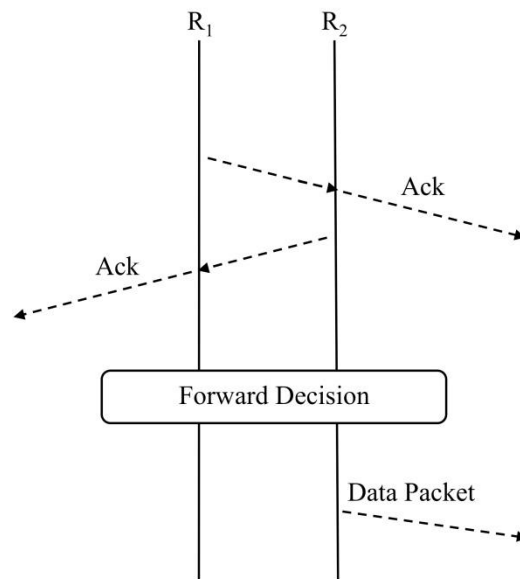 R₁ R₂
Ack
Ack
Forward Decision
Data Packet